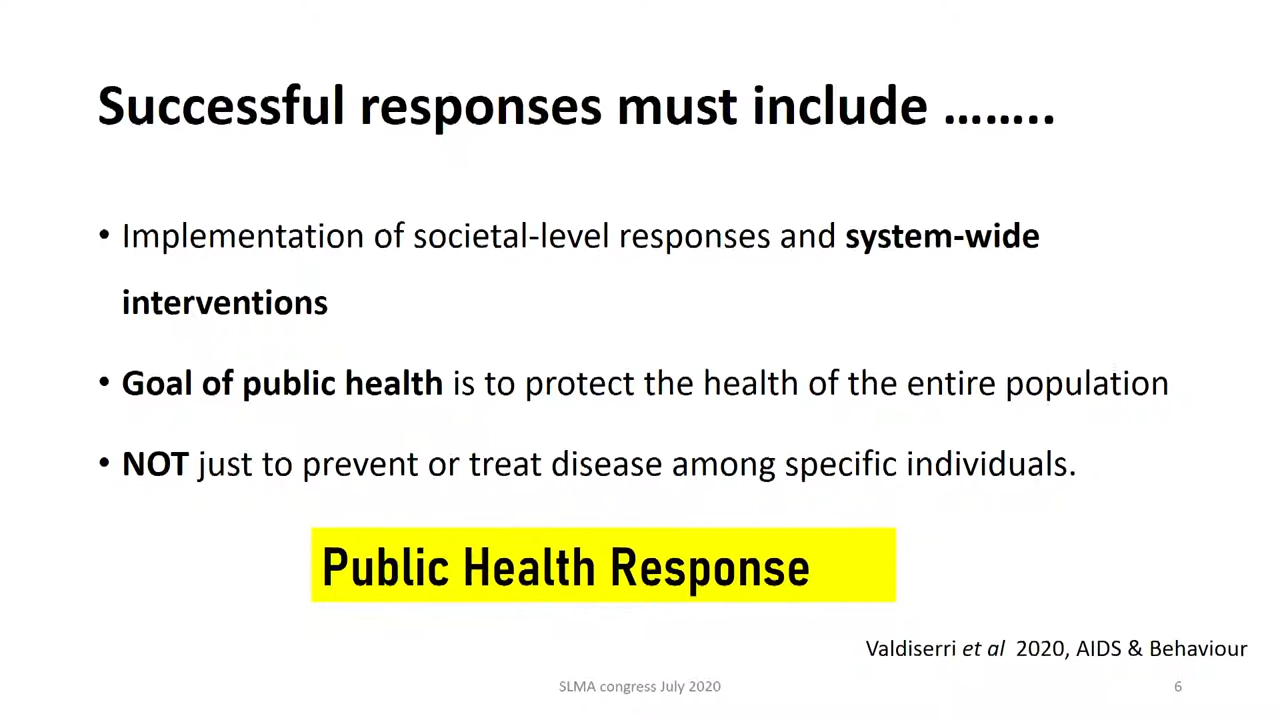 Successful responses must include ……..
• Implementation of societal-level responses and system-wide
interventions
• Goal of public health is to protect the health of the entire population
• NOT just to prevent or treat disease among specific individuals.
Public Health Response
Valdiserri et al 2020, AIDS & Behaviour
SLMA congress July 2020
6